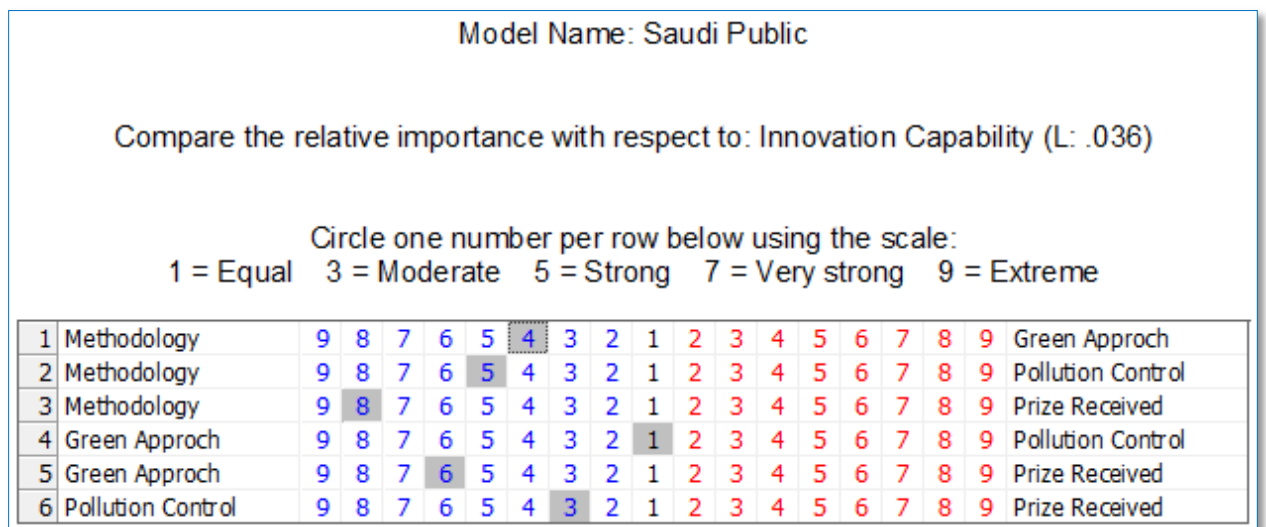 Model Name: Saudi Public
Compare the relative importance with respect to: Innovation Capability (L: .036)
Circle one number per row below using the scale:
1 = Equal 3 = Moderate 5 = Strong 7 = Very strong 9 = Extreme
1 Methodology 9 8 7 6 5 4 3 2 1 2 3 4 5 6 7 8 9 Green Approch
2 Methodology 9 8 7 6 5 4 3 2 1 2 3 4 5 6 7 8 9 Pollution Control
3 Methodology 9 8 7 6 5 4 3 2 1 2 3 4 5 6 7 8 9 Prize Received
4 Green Approch 9 8 7 6 5 4 3 2 1 2 3 4 5 6 7 8 9 Pollution Control
5 Green Approch 9 8 7 6 5 4 3 2 1 2 3 4 5 6 7 8 9 Prize Received
6 Pollution Control 9 8 7 6 5 4 3 2 1 2 3 4 5 6 7 8 9 Prize Received